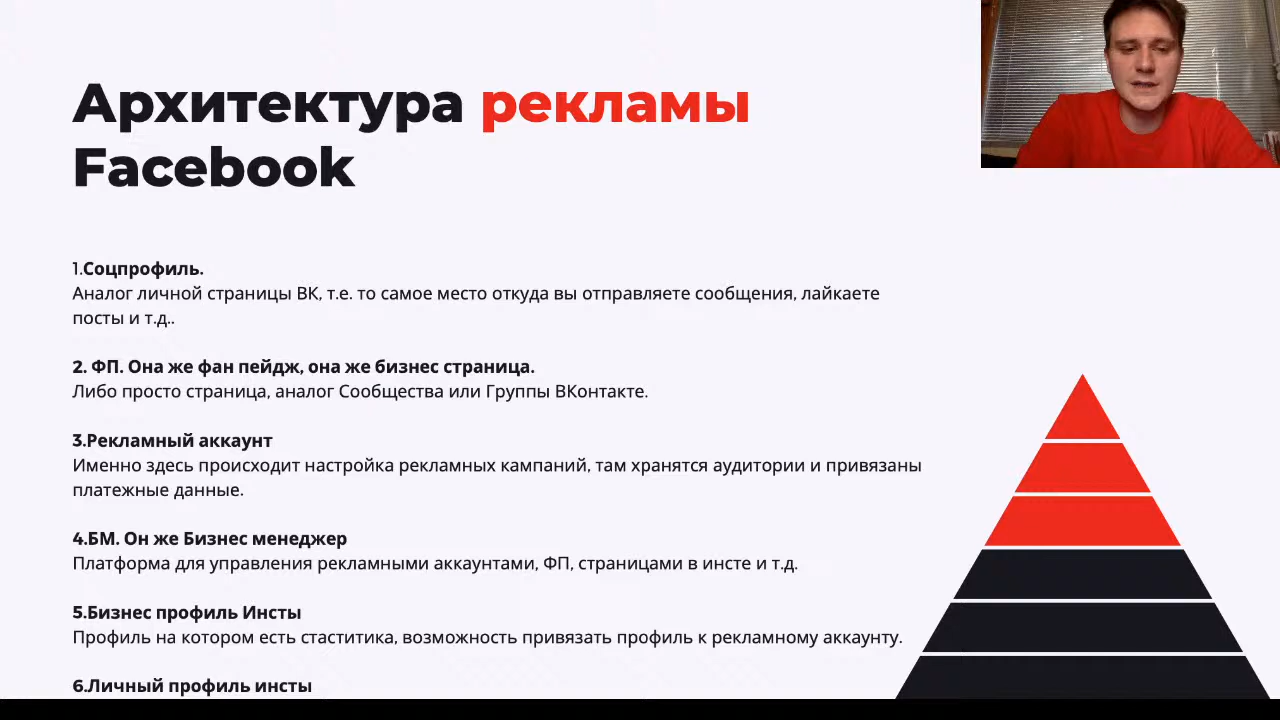 Архитектура рекламы
Facebook
1.Соцпрофиль.
Аналог личной страницы ВК, т.е. то самое место откуда вы отправляете сообщения, лайкаете
посты и т.д..
2. ФП. Она же фан пейдж, она же бизнес страница.
Либо просто страница, аналог Сообщества или Группы ВКонтакте.
3.Рекламный аккаунт
Именно здесь происходит настройка рекламных кампаний, там хранятся аудитории и привязаны
платежные данные.
4.БМ. Он же Бизнес менеджер
Платформа для управления рекламными аккаунтами, ФП, страницами в инсте и т.д.
5.Бизнес профиль Инсты
Профиль на котором есть стаститика, возможность привязать профиль к рекламному аккаунту.
6.Личный профиль инсты